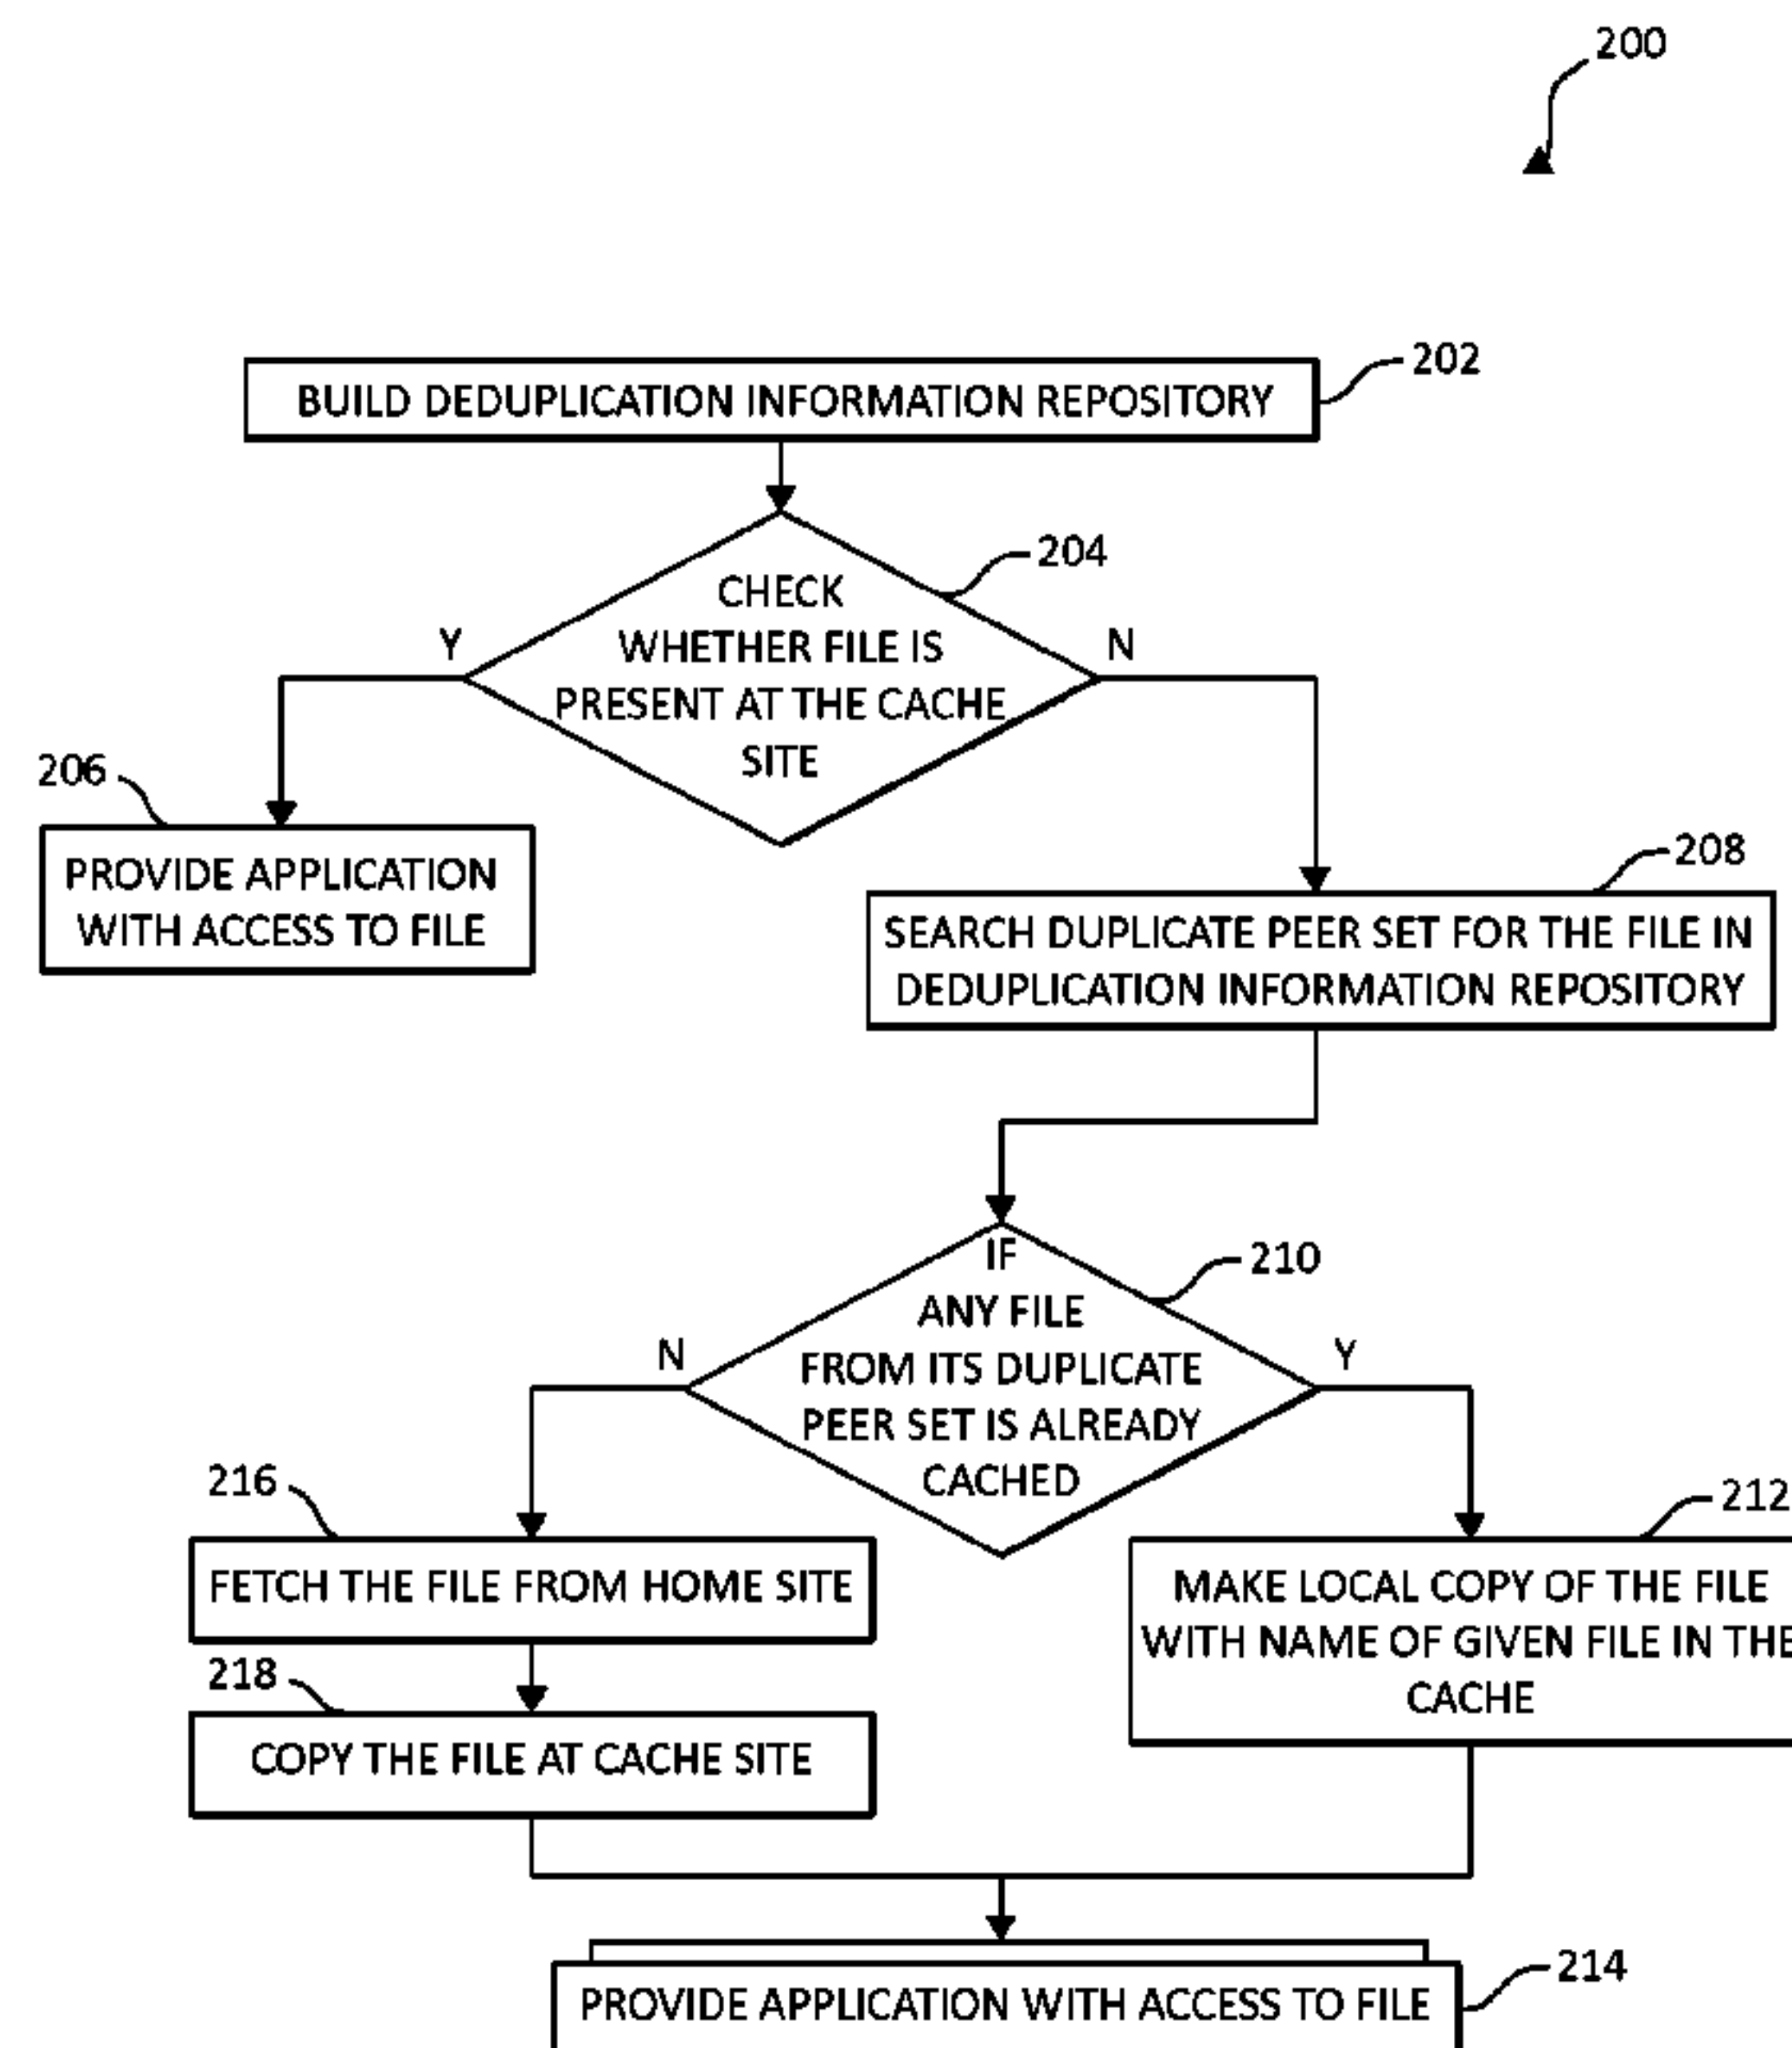 200
BUILD DEDUPLICATION INFORMATION REPOSITORY
202
CHECK
WHETHER FILE IS
PRESENT AT THE CACHE
SITE
204
Y
N
206
PROVIDE APPLICATION
WITH ACCESS TO FILE
208
SEARCH DUPLICATE PEER SET FOR THE FILE IN
DEDUPLICATION INFORMATION REPOSITORY
IF
ANY FILE
FROM ITS DUPLICATE
PEER SET IS ALREADY
CACHED
210
N
Y
216
FETCH THE FILE FROM HOME SITE
212
MAKE LOCAL COPY OF THE FILE
WITH NAME OF GIVEN FILE IN THE
CACHE
218
COPY THE FILE AT CACHE SITE
PROVIDE APPLICATION WITH ACCESS TO FILE
214